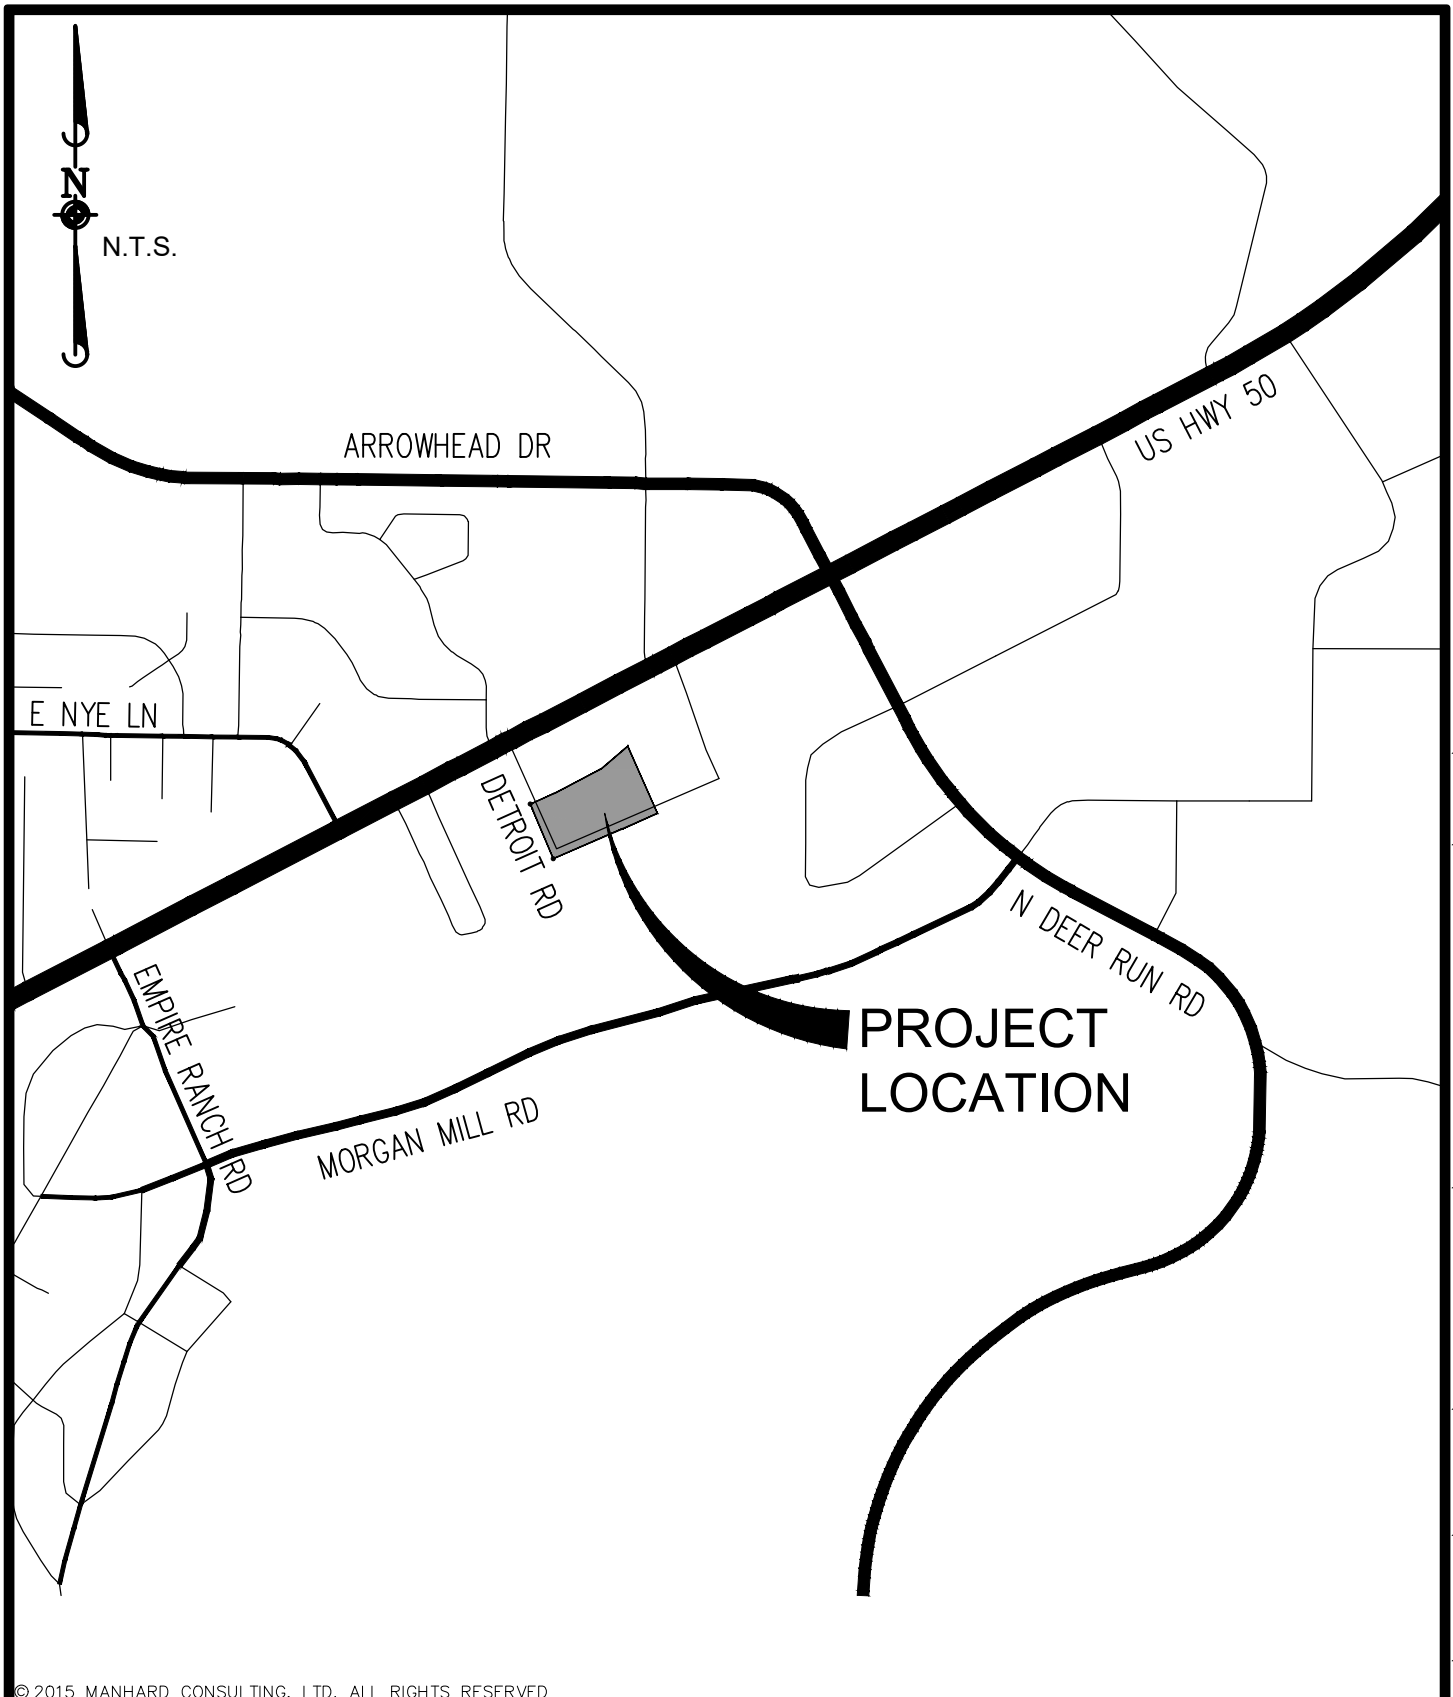 N
N.T.S.
ARROWHEAD DR
US HWY 50
E NYE LN
DETROIT RD
N DEER RUN RD
EMPIRE RANCH RD
PROJECT
LOCATION
MORGAN MILL RD
© 2015 MANHARD CONSULTING, LTD. ALL RIGHTS RESERVED